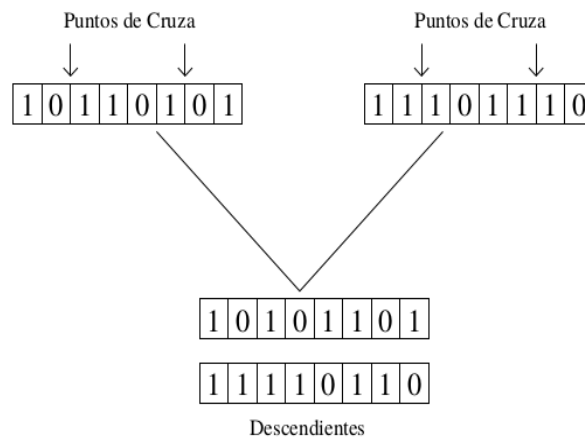 Puntos de Cruza Puntos de Cruza
1 0 1 1 0 1 0 1 1 1 1 0 1 1 1 0
1 0 1 0 1 1 0 1
1 1 1 1 0 1 1 0
Descendientes